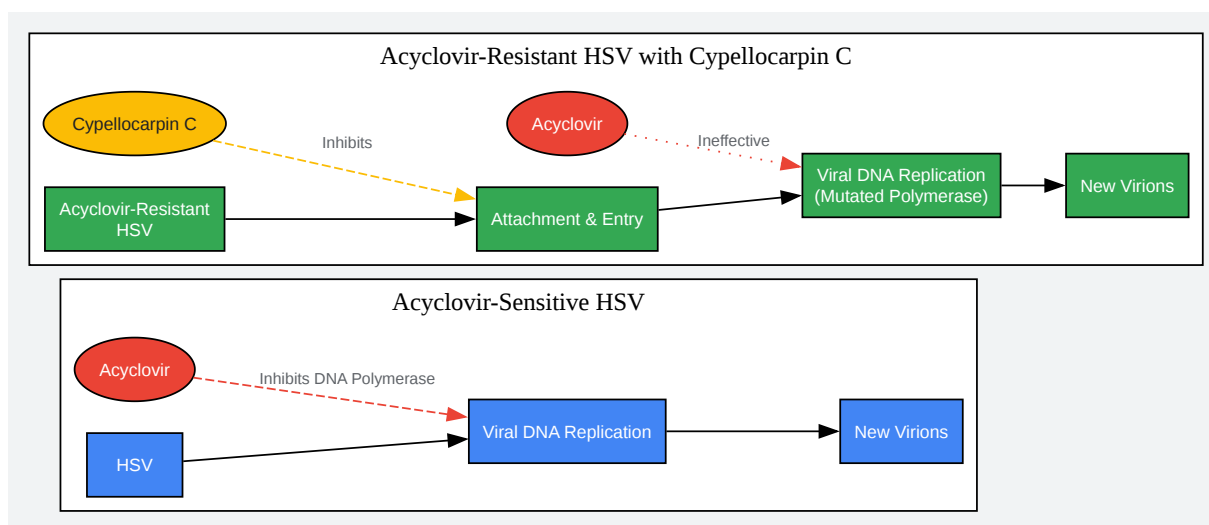 Acyclovir-Resistant HSV with Cypellocarpin C
Cypellocarpin C
Inhibits
Acyclovir
Ineffective
Acyclovir-Resistant
HSV
Attachment & Entry
Viral DNA Replication
(Mutated Polymerase)
New Virions
Acyclovir-Sensitive HSV
Acyclovir
Inhibits DNA Polymerase
HSV
Viral DNA Replication
New Virions